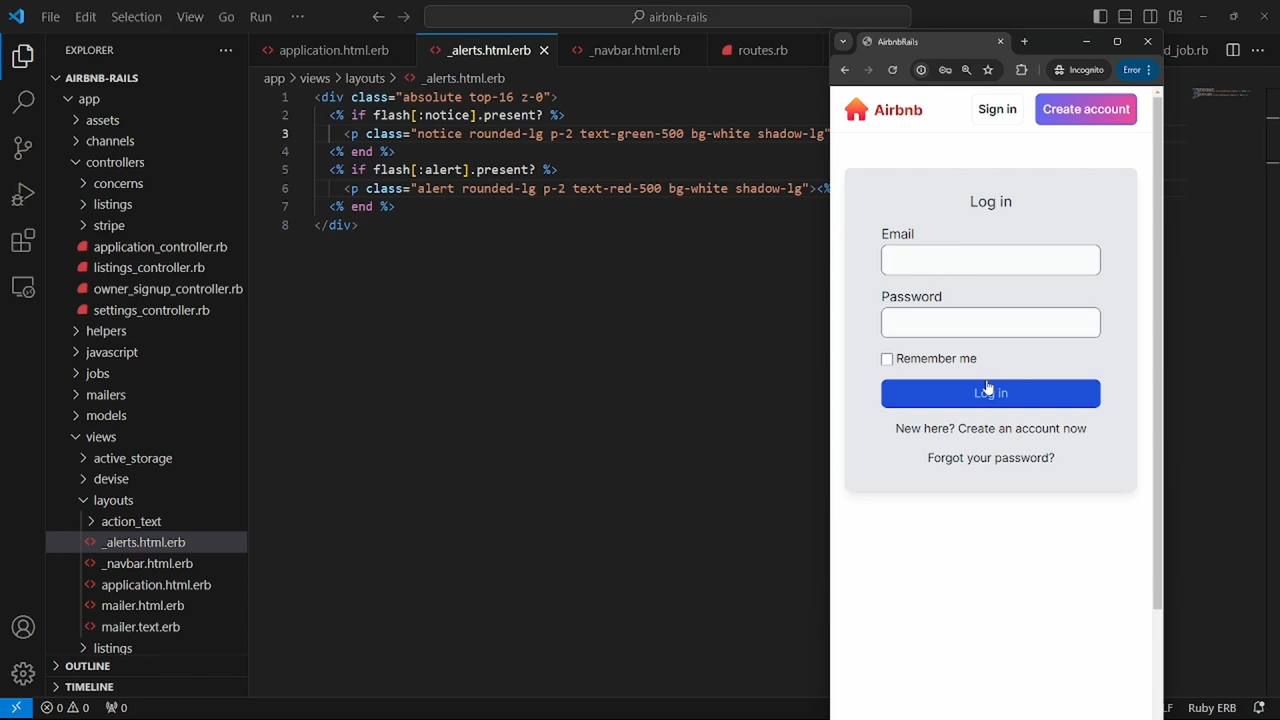 File Edit Selection View Go Run ···
airbnb-rails
EXPLORER ···
AIRBNB-RAILS
app
assets
channels
controllers
concerns
listings
stripe
application_controller.rb
listings_controller.rb
owner_signup_controller.rb
settings_controller.rb
helpers
javascript
jobs
mailers
models
views
active_storage
devise
layouts
action_text
_alerts.html.erb
_navbar.html.erb
application.html.erb
mailer.html.erb
mailer.text.erb
listings
OUTLINE
TIMELINE
application.html.erb _alerts.html.erb _navbar.html.erb routes.rb d_job.rb
app > views > layouts > _alerts.html.erb
1 <div class="absolute top-16 z-0">
2 <% if flash[:notice].present? %>
3 <p class="notice rounded-lg p-2 text-green-500 bg-white shadow-lg"
4 <% end %>
5 <% if flash[:alert].present? %>
6 <p class="alert rounded-lg p-2 text-red-500 bg-white shadow-lg"><%
7 <% end %>
8 </div>
AirbnbRails
Incognito Error
Airbnb Sign in Create account
Log in
Email
Password
Remember me
Log in
New here? Create an account now
Forgot your password?
0 0 0
LF Ruby ERB